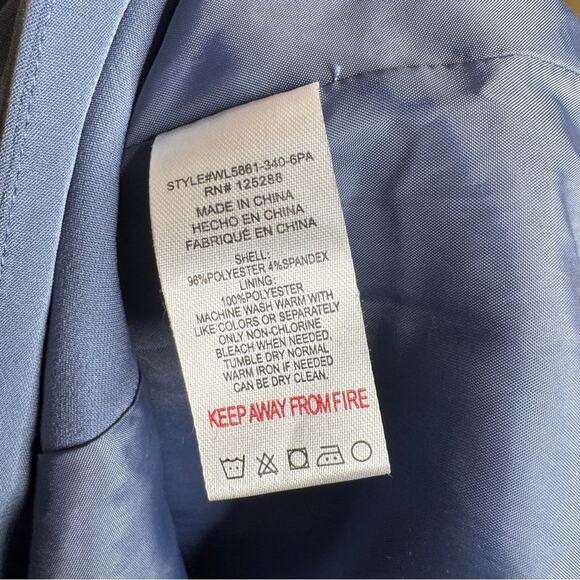 STYLE#WL5861-340-6PA
RN# 125288
MADE IN CHINA
HECHO EN CHINA
FABRIQUÉ EN CHINA
SHELL:
96%POLYESTER 4%SPANDEX
LINING:
100%POLYESTER
MACHINE WASH WARM WITH
LIKE COLORS OR SEPARATELY
ONLY NON-CHLORINE
BLEACH WHEN NEEDED,
TUMBLE DRY NORMAL,
WARM IRON IF NEEDED
CAN BE DRY CLEAN.
KEEP AWAY FROM FIRE